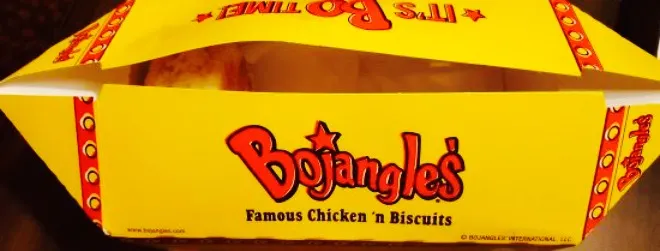 IT'S BO TIME!
Bojangles'
Famous Chicken 'n Biscuits
www.bojangles.com
© BOJANGLES' INTERNATIONAL, LLC
Bojangles'